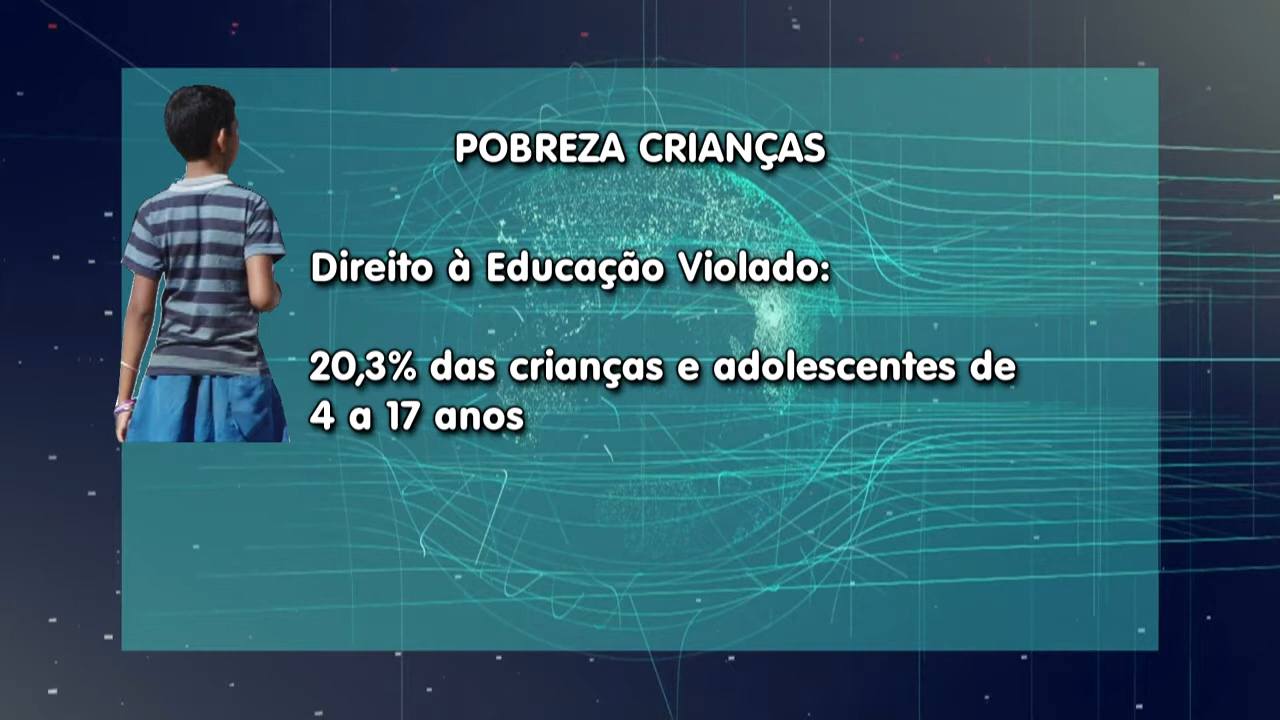 POBREZA CRIANÇAS
Direito à Educação Violado:
20,3% das crianças e adolescentes de
4 a 17 anos